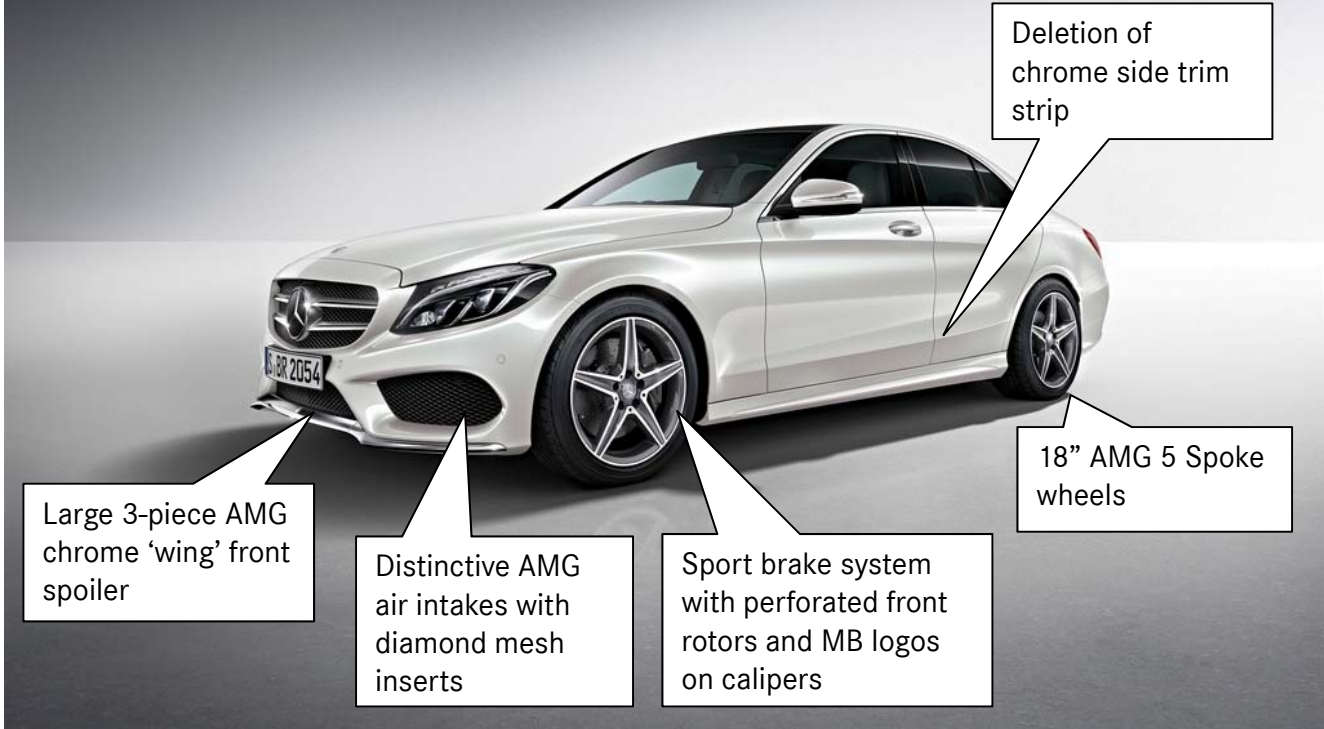 Deletion of
chrome side trim
strip
S BR 2054
18” AMG 5 Spoke
wheels
Large 3-piece AMG
chrome ‘wing’ front
spoiler
Distinctive AMG
air intakes with
diamond mesh
inserts
Sport brake system
with perforated front
rotors and MB logos
on calipers